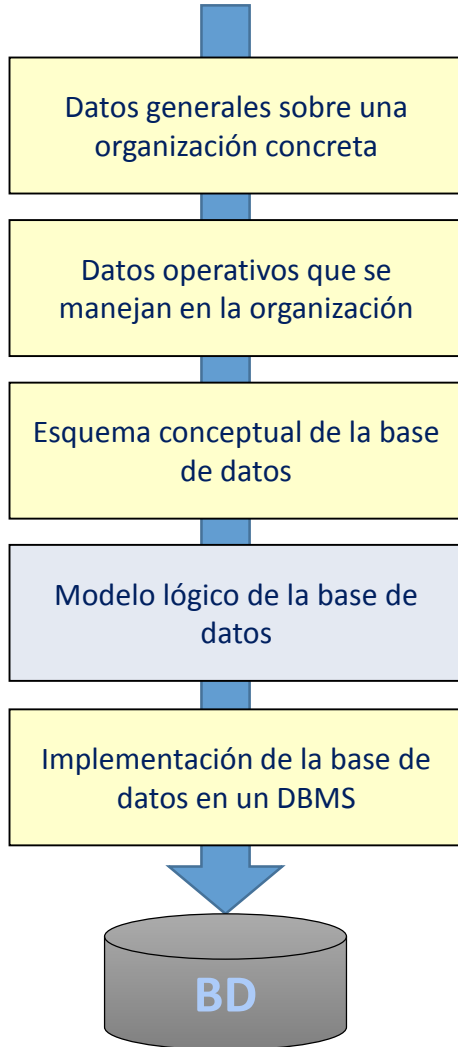 Datos generales sobre una
organización concreta
Datos operativos que se
manejan en la organización
Esquema conceptual de la base
de datos
Modelo lógico de la base de
datos
Implementación de la base de
datos en un DBMS
BD